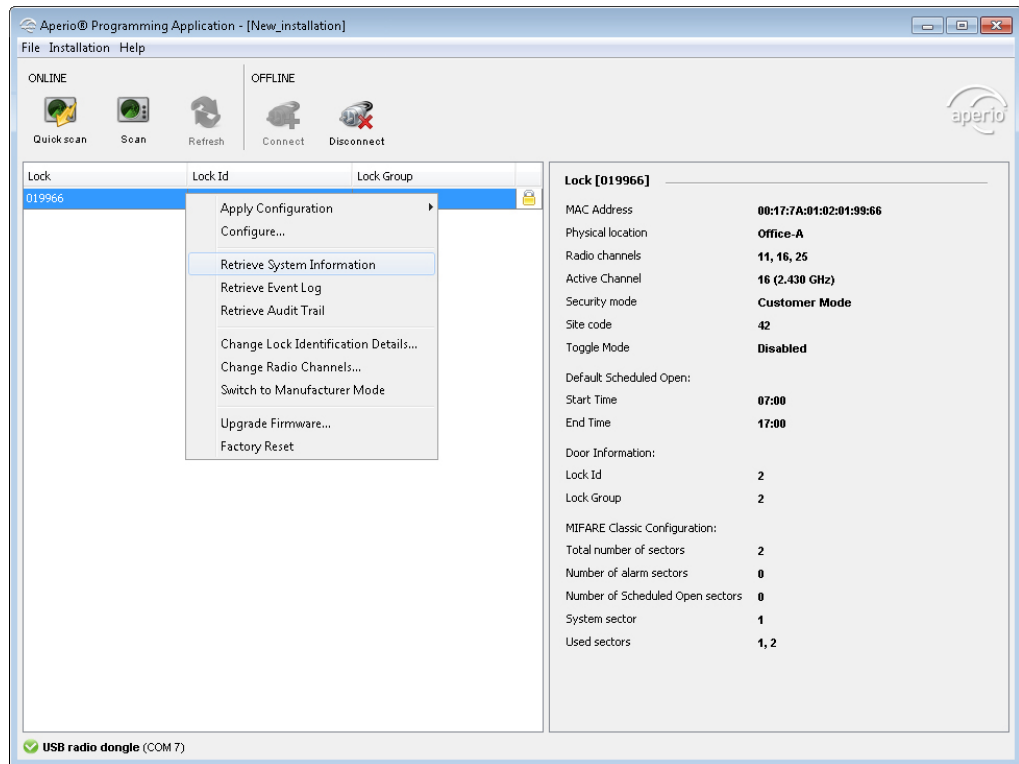 Aperio® Programming Application - [New_installation]
File Installation Help
ONLINE OFFLINE
Quick scan Scan Refresh Connect Disconnect
aperio
Lock Lock Id Lock Group
019966
Apply Configuration
Configure...
Retrieve System Information
Retrieve Event Log
Retrieve Audit Trail
Change Lock Identification Details...
Change Radio Channels...
Switch to Manufacturer Mode
Upgrade Firmware...
Factory Reset
Lock [019966]
MAC Address 00:17:7A:01:02:01:99:66
Physical location Office-A
Radio channels 11, 16, 25
Active Channel 16 (2.430 GHz)
Security mode Customer Mode
Site code 42
Toggle Mode Disabled
Default Scheduled Open:
Start Time 07:00
End Time 17:00
Door Information:
Lock Id 2
Lock Group 2
MIFARE Classic Configuration:
Total number of sectors 2
Number of alarm sectors 0
Number of Scheduled Open sectors 0
System sector 1
Used sectors 1, 2
USB radio dongle (COM 7)